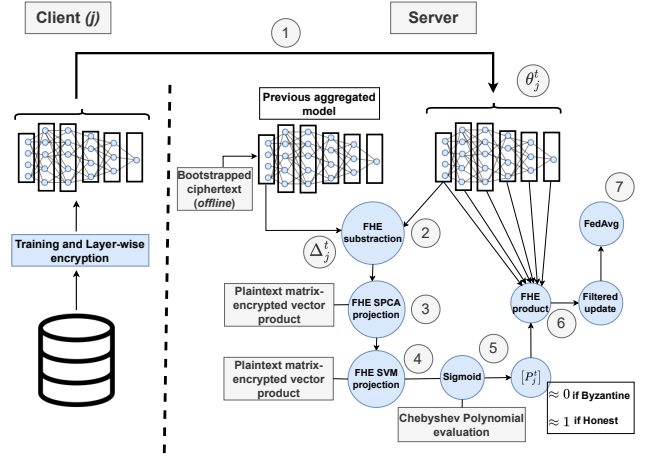 Client (j)
Server
1
θ_j^t
Previous aggregated
model
Bootstrapped
ciphertext
(offline)
7
FHE
substraction
2
FedAvg
Δ_j^t
Training and Layer-wise
encryption
Plaintext matrix-
encrypted vector
product
FHE SPCA
projection
3
FHE
product
6
Filtered
update
Plaintext matrix-
encrypted vector
product
FHE SVM
projection
4
Sigmoid
5
[P_j^t]
≈ 0 if Byzantine
≈ 1 if Honest
Chebyshev Polynomial
evaluation